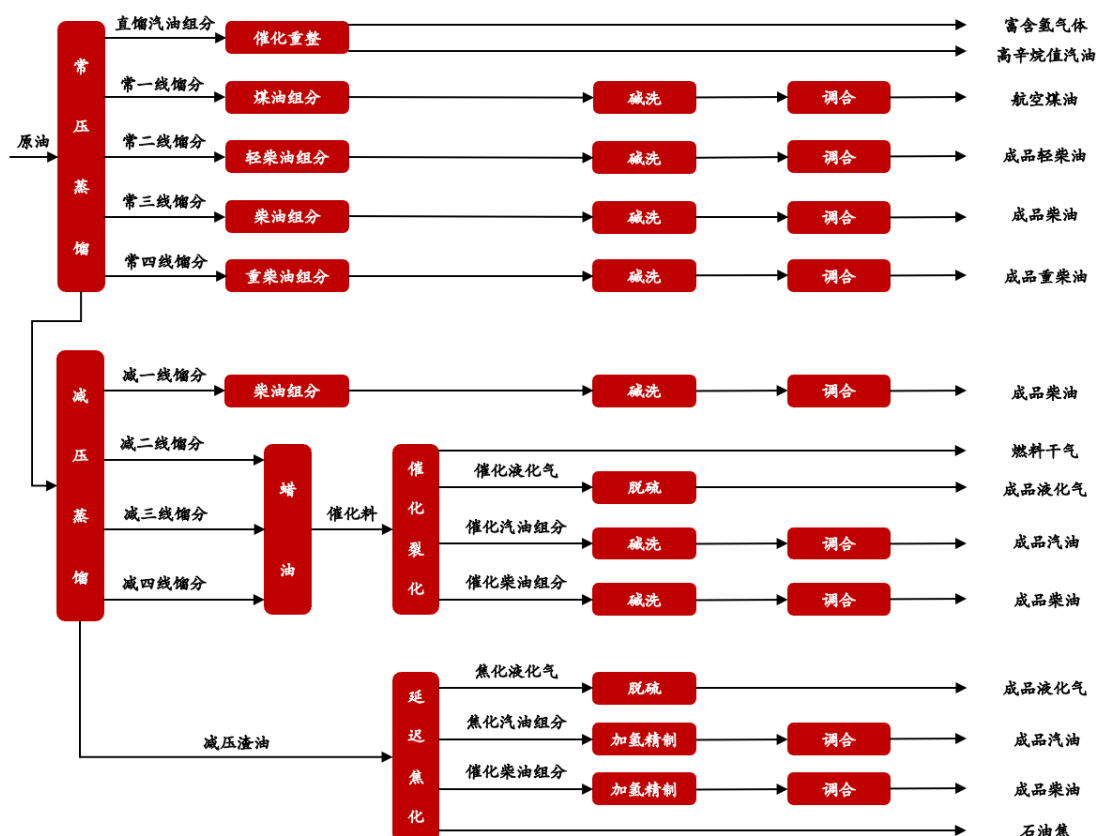 直馏汽油组分
催化重整
富含氢气体
高辛烷值汽油
常一线馏分
煤油组分
碱洗
调合
航空煤油
原油
常压蒸馏
常二线馏分
轻柴油组分
碱洗
调合
成品轻柴油
常三线馏分
柴油组分
碱洗
调合
成品柴油
常四线馏分
重柴油组分
碱洗
调合
成品重柴油
减压蒸馏
减一线馏分
柴油组分
碱洗
调合
成品柴油
减二线馏分
减三线馏分
减四线馏分
蜡油
催化料
催化裂化
燃料干气
催化液化气
脱硫
成品液化气
催化汽油组分
碱洗
调合
成品汽油
催化柴油组分
碱洗
调合
成品柴油
减压渣油
延迟焦化
焦化液化气
脱硫
成品液化气
焦化汽油组分
加氢精制
调合
成品汽油
催化柴油组分
加氢精制
调合
成品柴油
石油焦